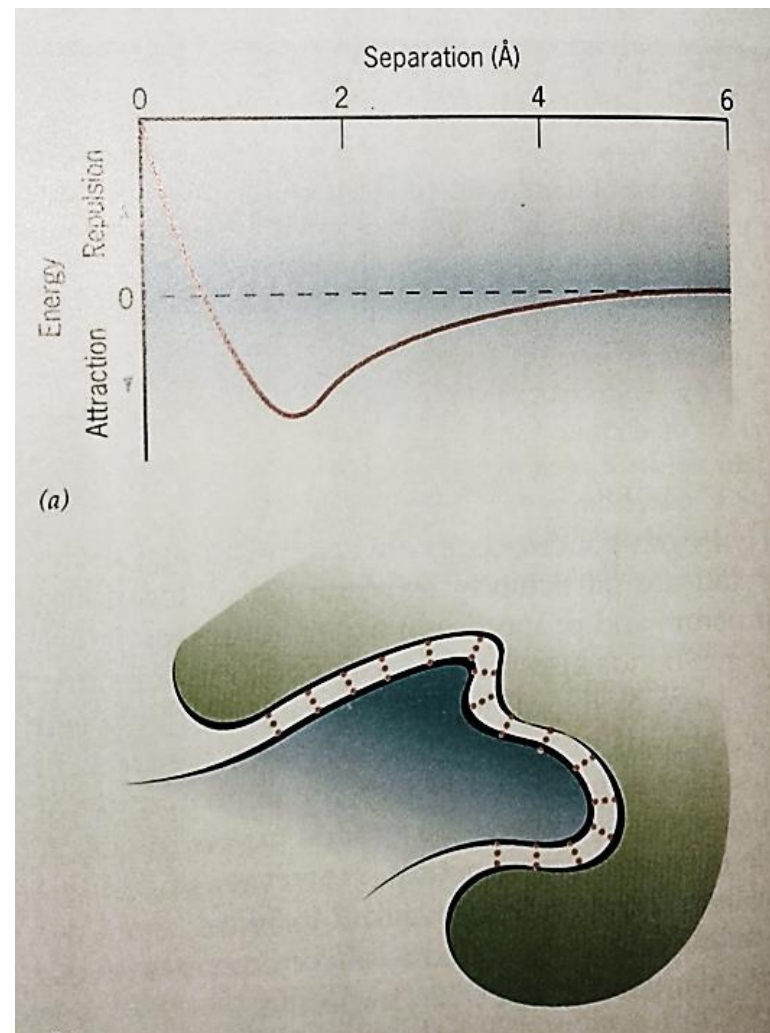 Separation (Å)
0 2 4 6
Repulsion
Energy
0
Attraction
(a)